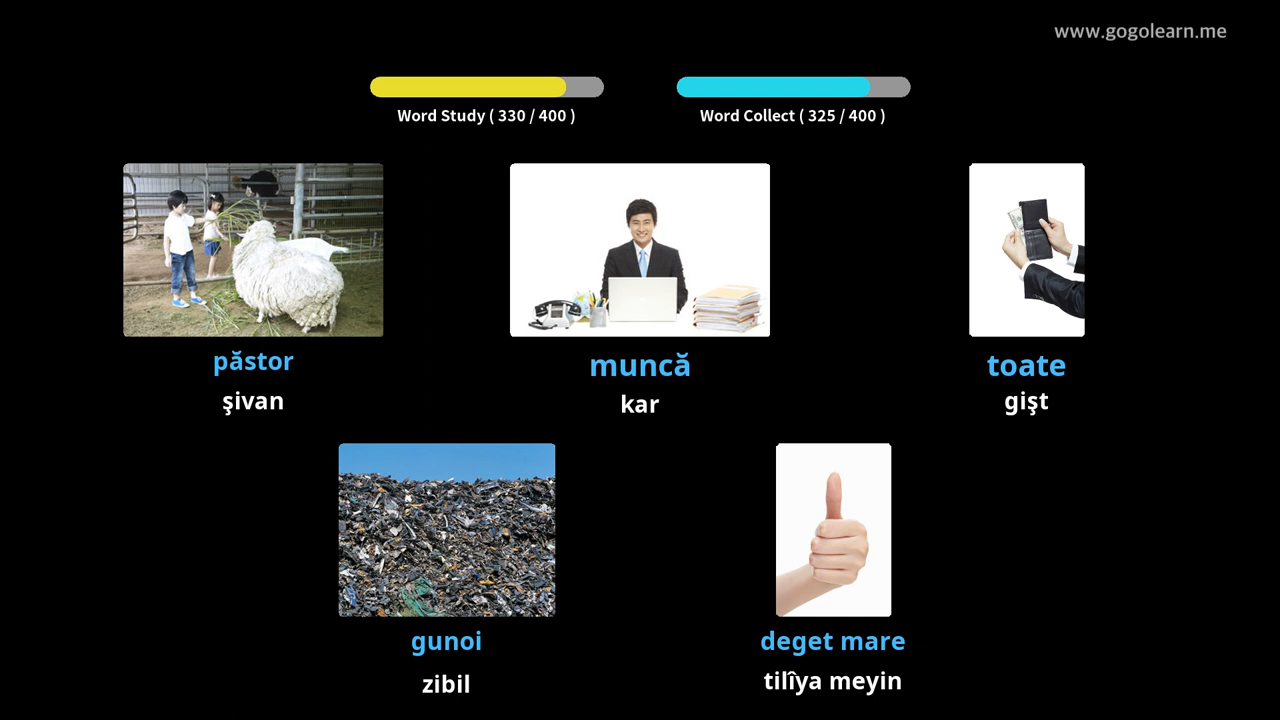 www.gogolearn.me
Word Study ( 330 / 400 )
Word Collect ( 325 / 400 )
păstor
şivan
muncă
kar
toate
gişt
gunoi
zibil
deget mare
tilîya meyin